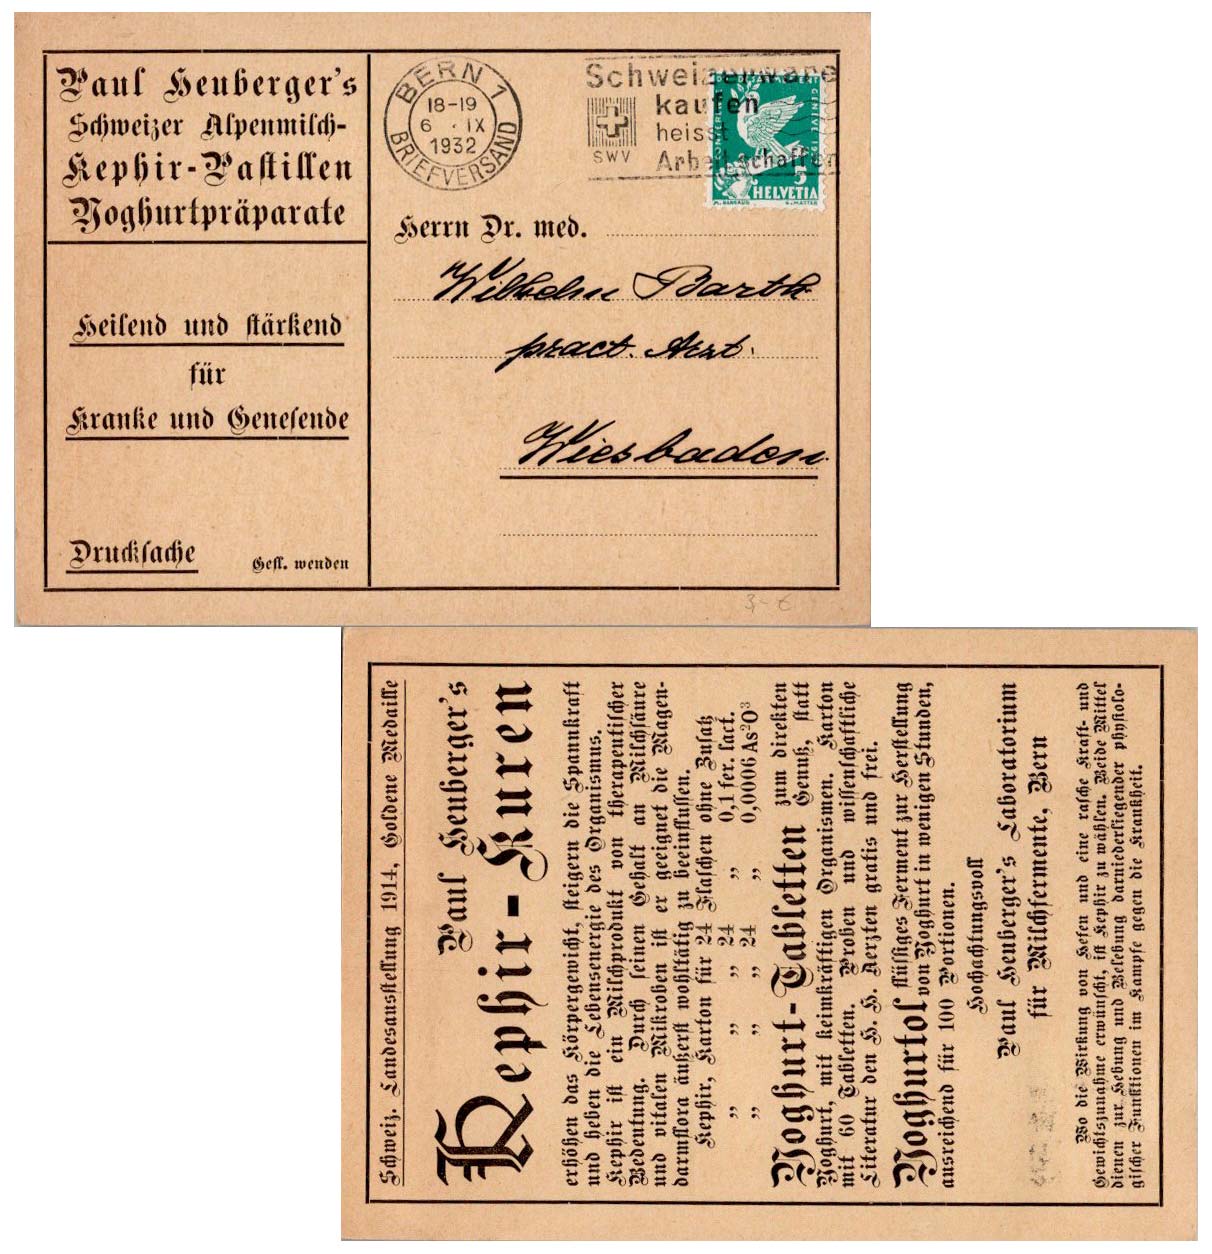 Paul Heuberger's
Schweizer Alpenmilch-
Kephir-Pastillen
Yoghurtpräparate
Heilend und stärkend
für
Kranke und Genesende
Drucksache
Gefl. wenden
BERN 1
18-19
6. IX
1932
BRIEFVERSAND
Schweizerware
kaufen
heisst
Arbeit schaffen
SWV
5
HELVETIA
Herrn Dr. med.
Wilhelm Barth
pract. Arzt.
Wiesbaden.
3,- €
Schweiz. Landesausstellung 1914, Goldene Medaille
Paul Heuberger's
Kephir-Kuren
erhöhen das Körpergewicht, steigern die Spannkraft
und heben die Lebensenergie des Organismus.
Kephir ist ein Milchprodukt von therapeutischer
Bedeutung. Durch seinen Gehalt an Milchsäure
und vitalen Mikroben ist er geeignet die Magen-
darmflora äußerst wohltätig zu beeinflussen.
Kephir, Karton für 24 Flaschen ohne Zusatz
„ „ „ 24 „ 0,1 fer. lact.
„ „ „ 24 „ 0,0006 As²O³
Yoghurt-Tabletten zum direkten
Genuß, statt
Yoghurt, mit keimkräftigen Organismen. Karton
mit 60 Tabletten. Proben und wissenschaftliche
Literatur den H. H. Aerzten gratis und frei.
Yoghurtol flüssiges Ferment zur Herstellung
von Yoghurt in wenigen Stunden,
ausreichend für 100 Portionen.
Hochachtungsvoll
Paul Heuberger's Laboratorium
für Milchfermente, Bern
Wo die Wirkung von Hefen und eine rasche Kraft- und
Gewichtszunahme erwünscht, ist Kephir zu wählen. Beide Mittel
dienen zur Hebung und Belebung darniederliegender physiolo-
gischer Funktionen im Kampfe gegen die Krankheit.